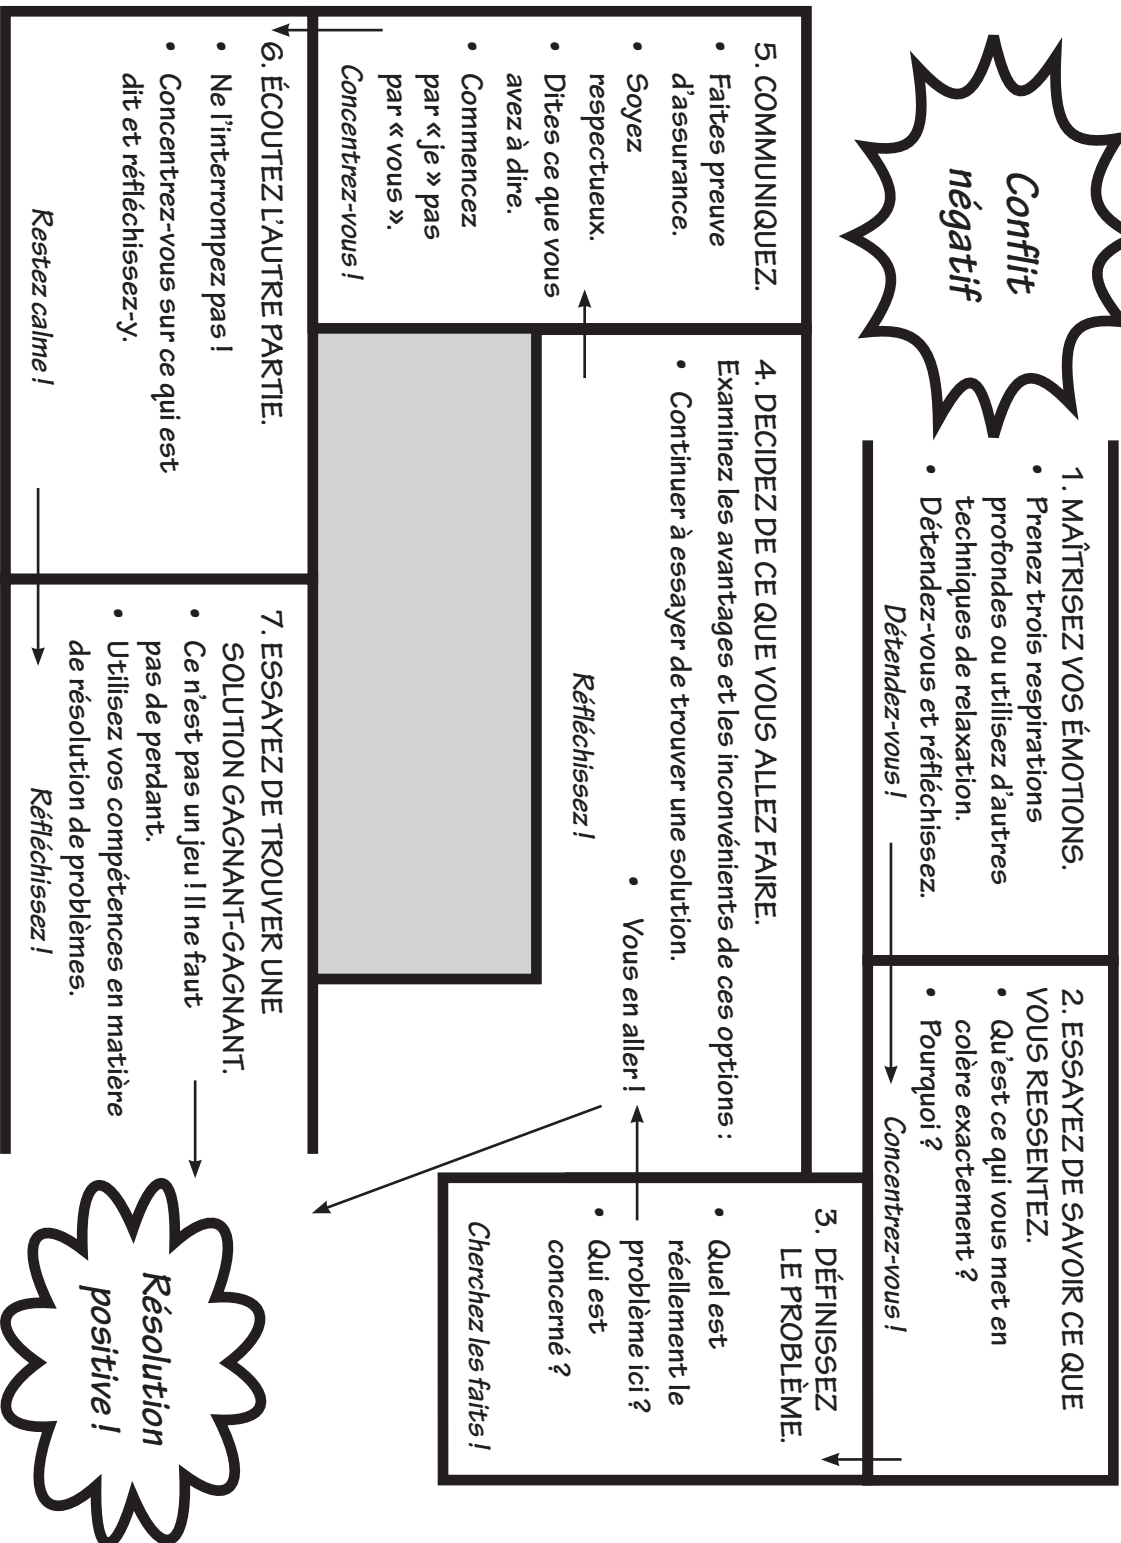 Conflit
négatif
1. MAÎTRISEZ VOS ÉMOTIONS.
• Prenez trois respirations
profondes ou utilisez d'autres
techniques de relaxation.
• Détendez-vous et réfléchissez.
Détendez-vous !
2. ESSAYEZ DE SAVOIR CE QUE
VOUS RESSENTEZ.
• Qu'est ce qui vous met en
colère exactement ?
• Pourquoi ?
Concentrez-vous !
3. DÉFINISSEZ
LE PROBLÈME.
• Quel est
réellement le
problème ici ?
• Qui est
concerné ?
Cherchez les faits !
4. DECIDEZ DE CE QUE VOUS ALLEZ FAIRE.
Examinez les avantages et les inconvénients de ces options :
• Continuer à essayer de trouver une solution.
• Vous en aller !
Réfléchissez !
5. COMMUNIQUEZ.
• Faites preuve
d'assurance.
• Soyez
respectueux.
• Dites ce que vous
avez à dire.
• Commencez
par « je » pas
par « vous ».
Concentrez-vous !
6. ÉCOUTEZ L'AUTRE PARTIE.
• Ne l'interrompez pas !
• Concentrez-vous sur ce qui est
dit et réfléchissez-y.
Restez calme !
7. ESSAYEZ DE TROUVER UNE
SOLUTION GAGNANT-GAGNANT.
• Ce n'est pas un jeu ! Il ne faut
pas de perdant.
• Utilisez vos compétences en matière
de résolution de problèmes.
Réfléchissez !
Résolution
positive !